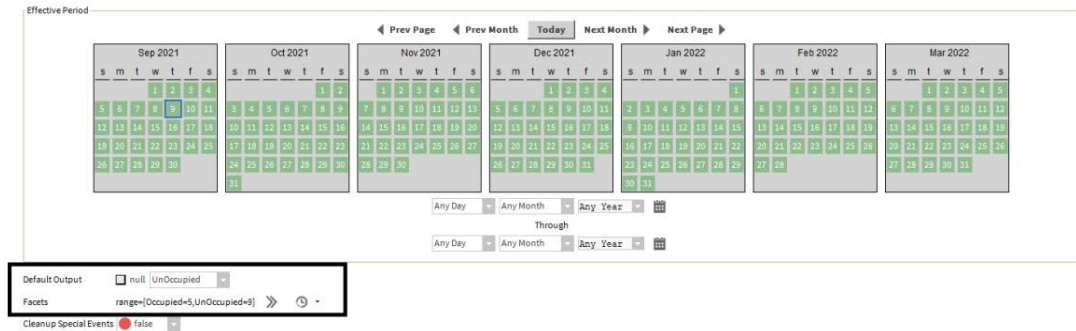 Effective Period
Prev Page Prev Month Today Next Month Next Page
Sep 2021 Oct 2021 Nov 2021 Dec 2021 Jan 2022 Feb 2022 Mar 2022
s m t w t f s s m t w t f s s m t w t f s s m t w t f s s m t w t f s s m t w t f s s m t w t f s
1 2 3 4 1 2 1 2 3 4 5 6 1 2 3 4 1 1 2 3 4 5 1 2 3 4 5
5 6 7 8 9 10 11 3 4 5 6 7 8 9 7 8 9 10 11 12 13 5 6 7 8 9 10 11 2 3 4 5 6 7 8 6 7 8 9 10 11 12 6 7 8 9 10 11 12
12 13 14 15 16 17 18 10 11 12 13 14 15 16 14 15 16 17 18 19 20 12 13 14 15 16 17 18 9 10 11 12 13 14 15 13 14 15 16 17 18 19 13 14 15 16 17 18 19
19 20 21 22 23 24 25 17 18 19 20 21 22 23 21 22 23 24 25 26 27 19 20 21 22 23 24 25 16 17 18 19 20 21 22 20 21 22 23 24 25 26 20 21 22 23 24 25 26
26 27 28 29 30 24 25 26 27 28 29 30 28 29 30 26 27 28 29 30 31 23 24 25 26 27 28 29 27 28 27 28 29 30 31
31 30 31
Any Day Any Month Any Year
Through
Any Day Any Month Any Year
Default Output null UnOccupied
Facets range={Occupied=5,UnOccupied=9}
Cleanup Special Events false